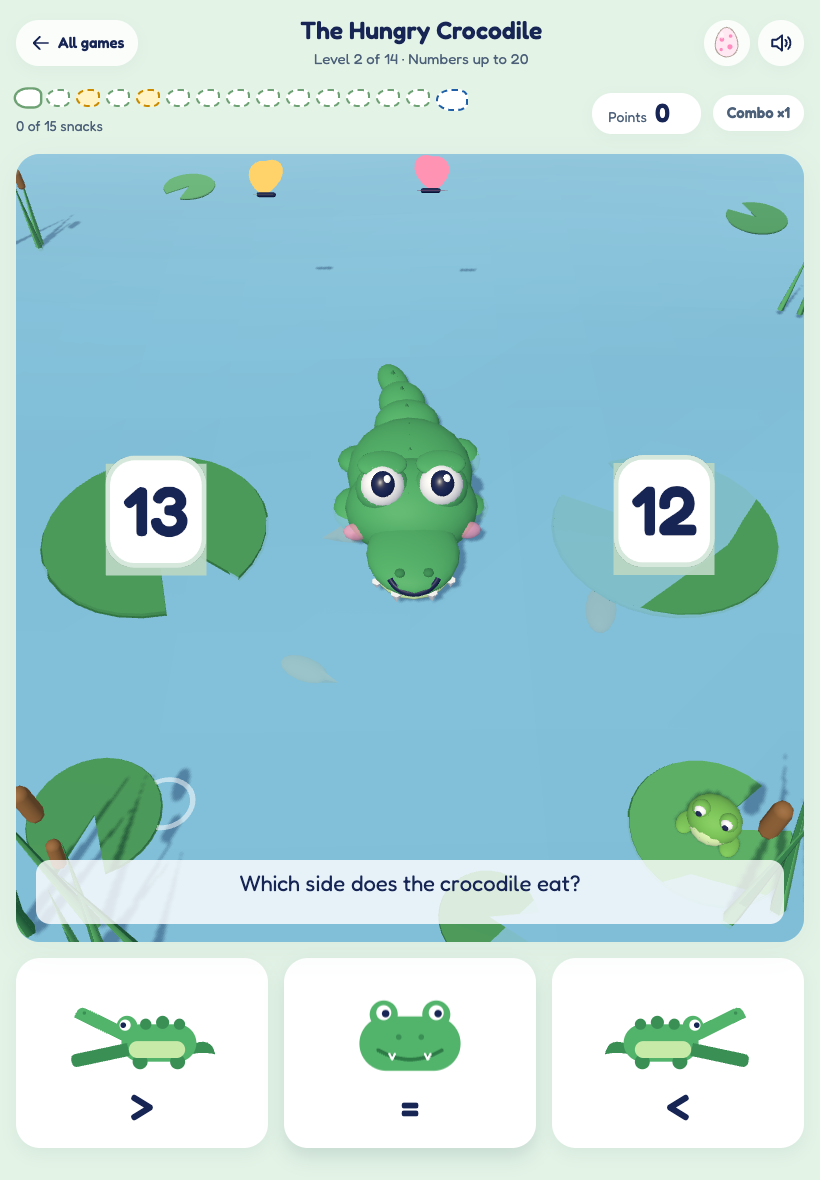 All games
The Hungry Crocodile
Level 2 of 14 · Numbers up to 20
0 of 15 snacks
Points 0
Combo ×1
13
12
Which side does the crocodile eat?
>
=
<